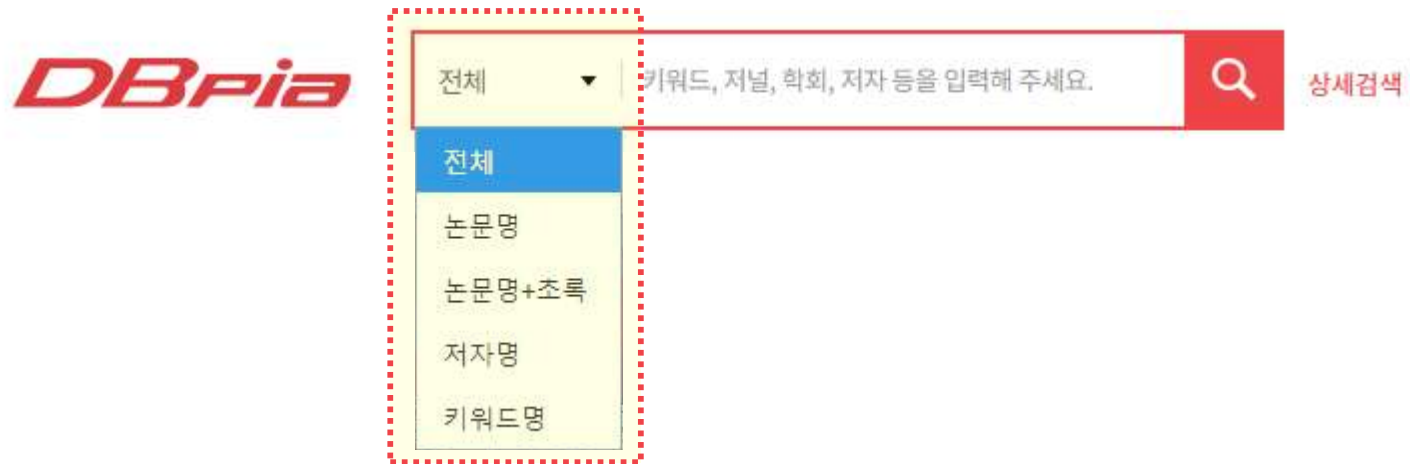 DBpia
전체 ▼ 키워드, 저널, 학회, 저자 등을 입력해 주세요. 상세검색
전체
논문명
논문명+초록
저자명
키워드명